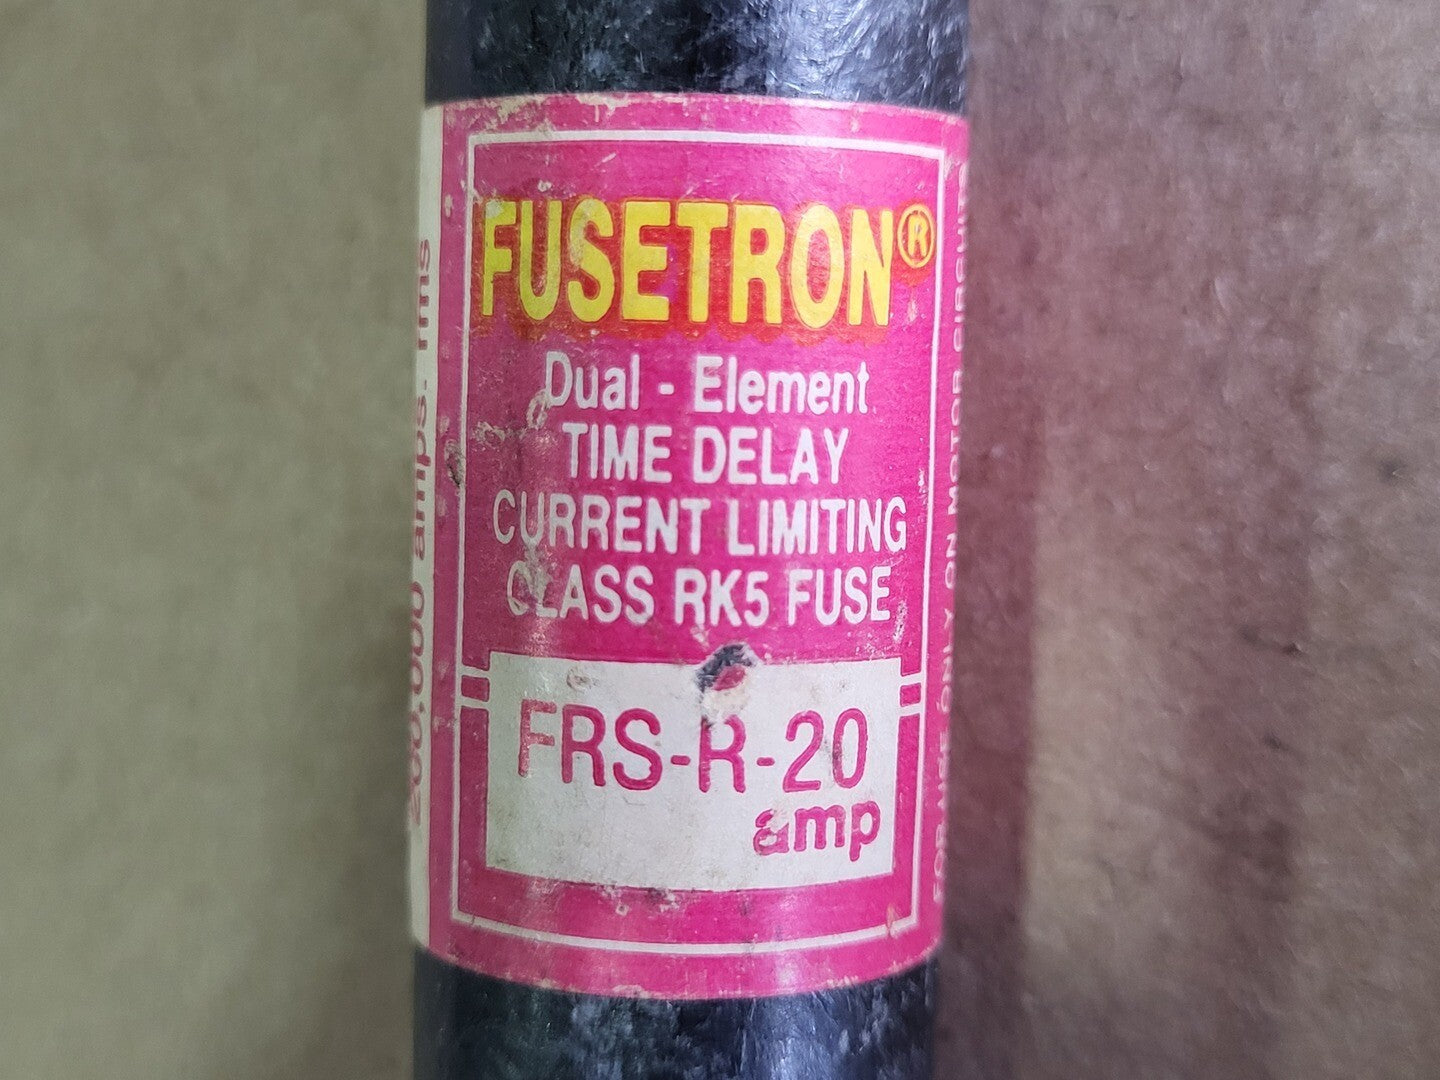 FUSETRON®
Dual - Element
TIME DELAY
CURRENT LIMITING
CLASS RK5 FUSE
FRS-R-20
amp
200,000 amps. rms
FOR USE ONLY ON MOTOR CIRCUITS